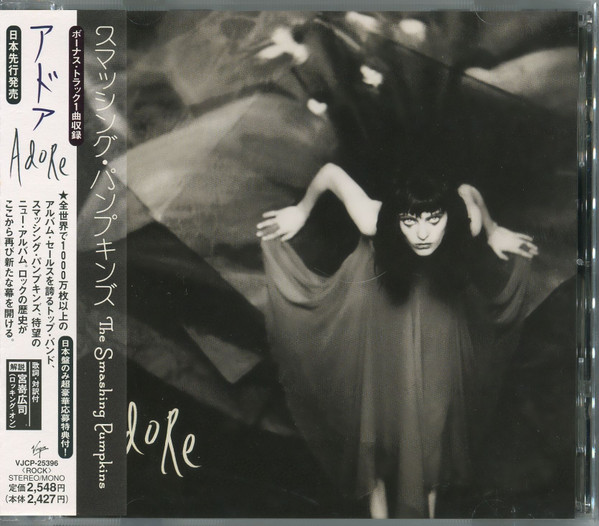 日本先行発売
アドア
AdoRe
★全世界で1000万枚以上の
アルバム・セールスを誇るトップ・バンド、
スマッシング・パンプキンズ、待望の
ニュー・アルバム。ロックの歴史が
ここから再び新たな幕を開ける。
ボーナス・トラック1曲収録
日本盤のみ超豪華応募特典付!
歌詞・対訳付
解説 宮嵜広司
(ロッキング・オン)
Virgin
VJCP-25396
〈ROCK〉
STEREO/MONO
定価2,548円
(本体2,427円)
スマッシング・パンプキンズ
The Smashing Pumpkins
doRe